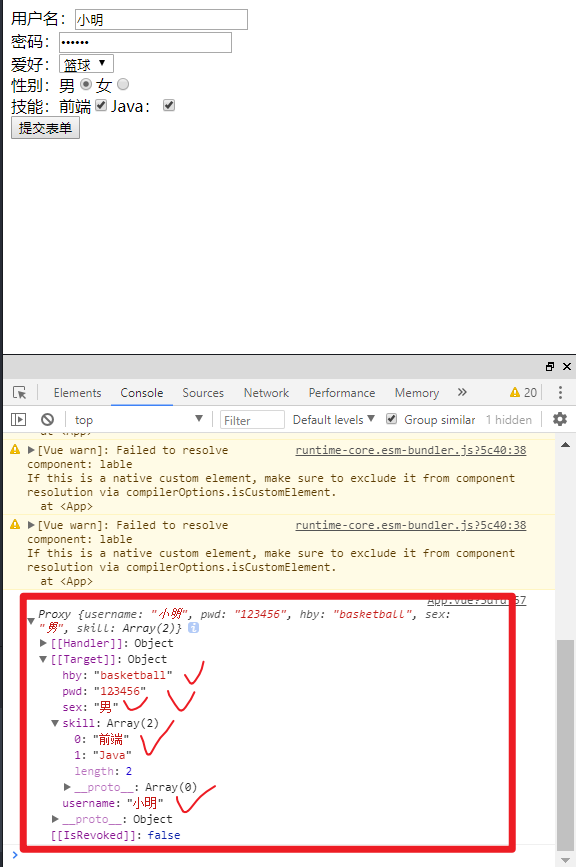 用户名：小明
密码：••••••
爱好：篮球
性别：男 女
技能：前端 Java：
提交表单
Elements Console Sources Network Performance Memory » 20
top Filter Default levels Group similar 1 hidden
at <App>
[Vue warn]: Failed to resolve runtime-core.esm-bundler.js?5c40:38
component: lable
If this is a native custom element, make sure to exclude it from component
resolution via compilerOptions.isCustomElement.
at <App>
[Vue warn]: Failed to resolve runtime-core.esm-bundler.js?5c40:38
component: lable
If this is a native custom element, make sure to exclude it from component
resolution via compilerOptions.isCustomElement.
at <App>
Proxy {username: "小明", pwd: "123456", hby: "basketball", sex:
"男", skill: Array(2)}
[[Handler]]: Object
[[Target]]: Object
hby: "basketball"
pwd: "123456"
sex: "男"
skill: Array(2)
0: "前端"
1: "Java"
length: 2
__proto__: Array(0)
username: "小明"
__proto__: Object
[[IsRevoked]]: false